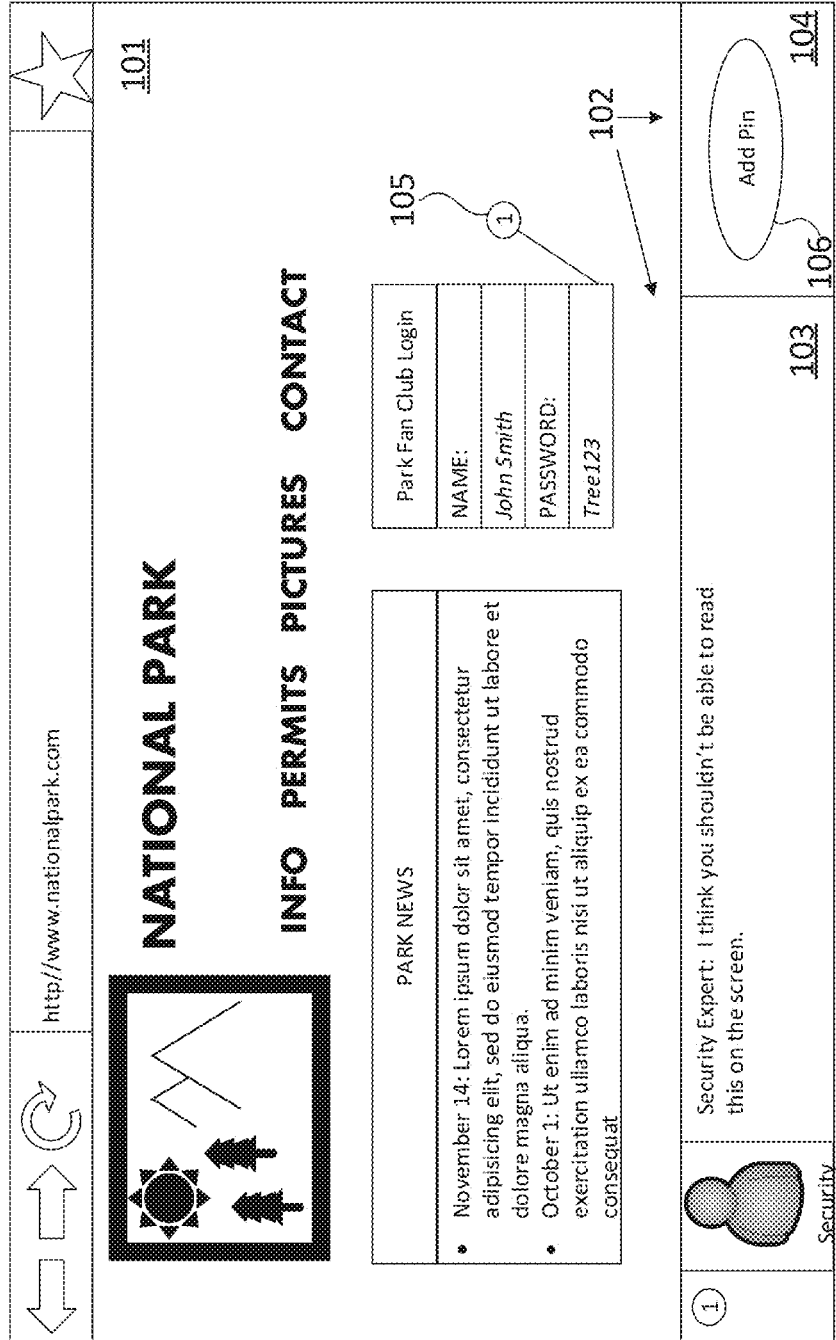 http//www.nationalpark.com
101
NATIONAL PARK
INFO PERMITS PICTURES CONTACT
PARK NEWS
• November 14: Lorem ipsum dolor sit amet, consectetur
adipisicing elit, sed do eiusmod tempor incididunt ut labore et
dolore magna aliqua.
• October 1: Ut enim ad minim veniam, quis nostrud
exercitation ullamco laboris nisi ut aliquip ex ea commodo
consequat
Park Fan Club Login
NAME:
John Smith
PASSWORD:
Tree123
105
1
102
1
Security
Security Expert: I think you shouldn't be able to read
this on the screen.
103
Add Pin
106
104